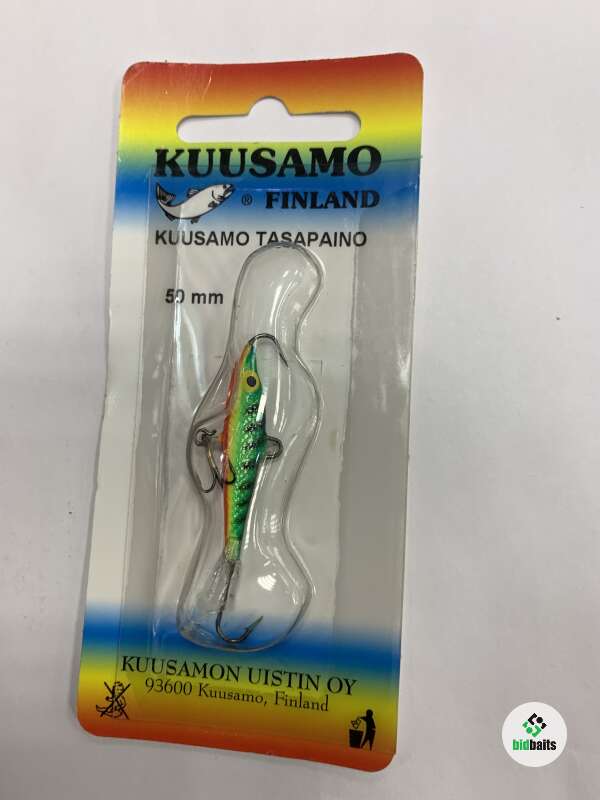 KUUSAMO
® FINLAND
KUUSAMO TASAPAINO
50 mm
KUUSAMON UISTIN OY
93600 Kuusamo, Finland
bidbaits